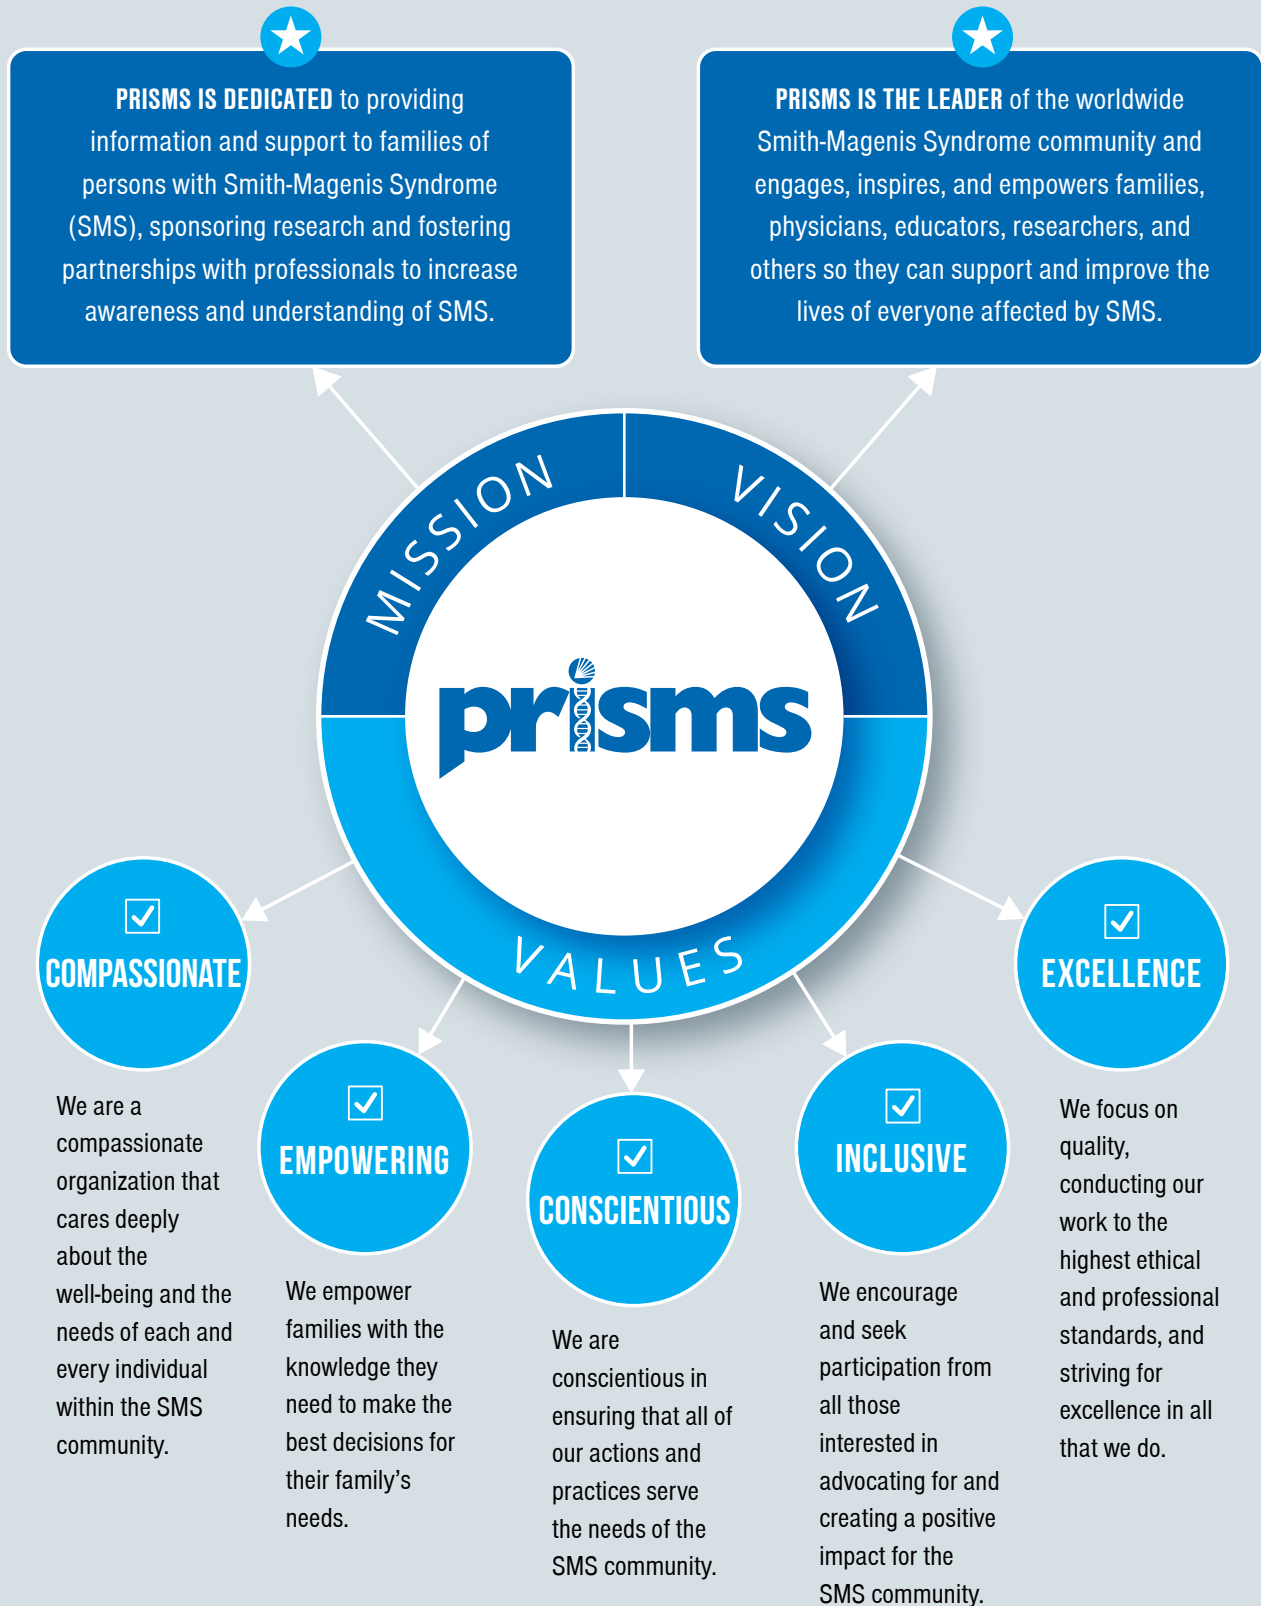 PRISMS IS DEDICATED to providing
information and support to families of
persons with Smith-Magenis Syndrome
(SMS), sponsoring research and fostering
partnerships with professionals to increase
awareness and understanding of SMS.
PRISMS IS THE LEADER of the worldwide
Smith-Magenis Syndrome community and
engages, inspires, and empowers families,
physicians, educators, researchers, and
others so they can support and improve the
lives of everyone affected by SMS.
MISSION
VISION
prisms
VALUES
COMPASSIONATE
We are a
compassionate
organization that
cares deeply
about the
well-being and the
needs of each and
every individual
within the SMS
community.
EMPOWERING
We empower
families with the
knowledge they
need to make the
best decisions for
their family’s
needs.
CONSCIENTIOUS
We are
conscientious in
ensuring that all of
our actions and
practices serve
the needs of the
SMS community.
INCLUSIVE
We encourage
and seek
participation from
all those
interested in
advocating for and
creating a positive
impact for the
SMS community.
EXCELLENCE
We focus on
quality,
conducting our
work to the
highest ethical
and professional
standards, and
striving for
excellence in all
that we do.